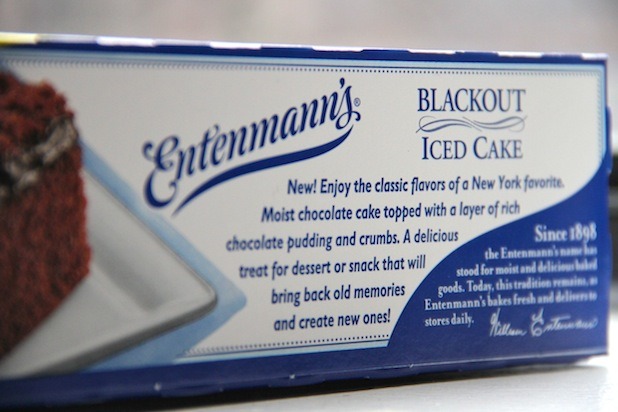 Entenmann's®
BLACKOUT
ICED CAKE
New! Enjoy the classic flavors of a New York favorite.
Moist chocolate cake topped with a layer of rich
chocolate pudding and crumbs. A delicious
treat for dessert or snack that will
bring back old memories
and create new ones!
Since 1898
the Entenmann's name has
stood for moist and delicious baked
goods. Today, this tradition remains, as
Entenmann's bakes fresh and delivers to
stores daily.
William Entenmann